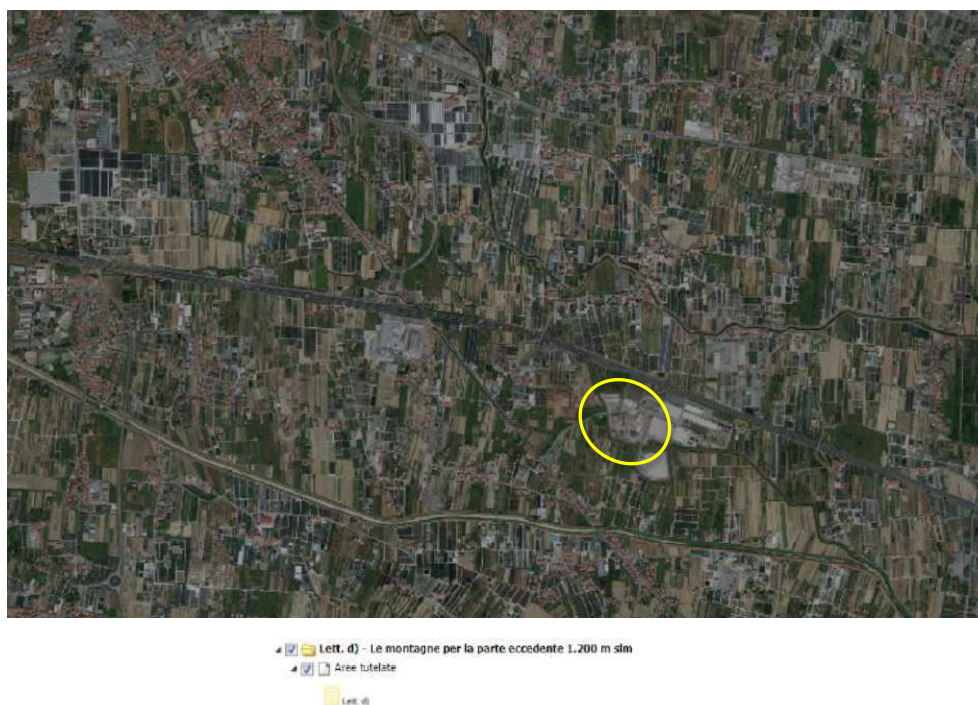 Lett. d) - Le montagne per la parte eccedente 1.200 m slm
Aree tutelate
Lett. d)